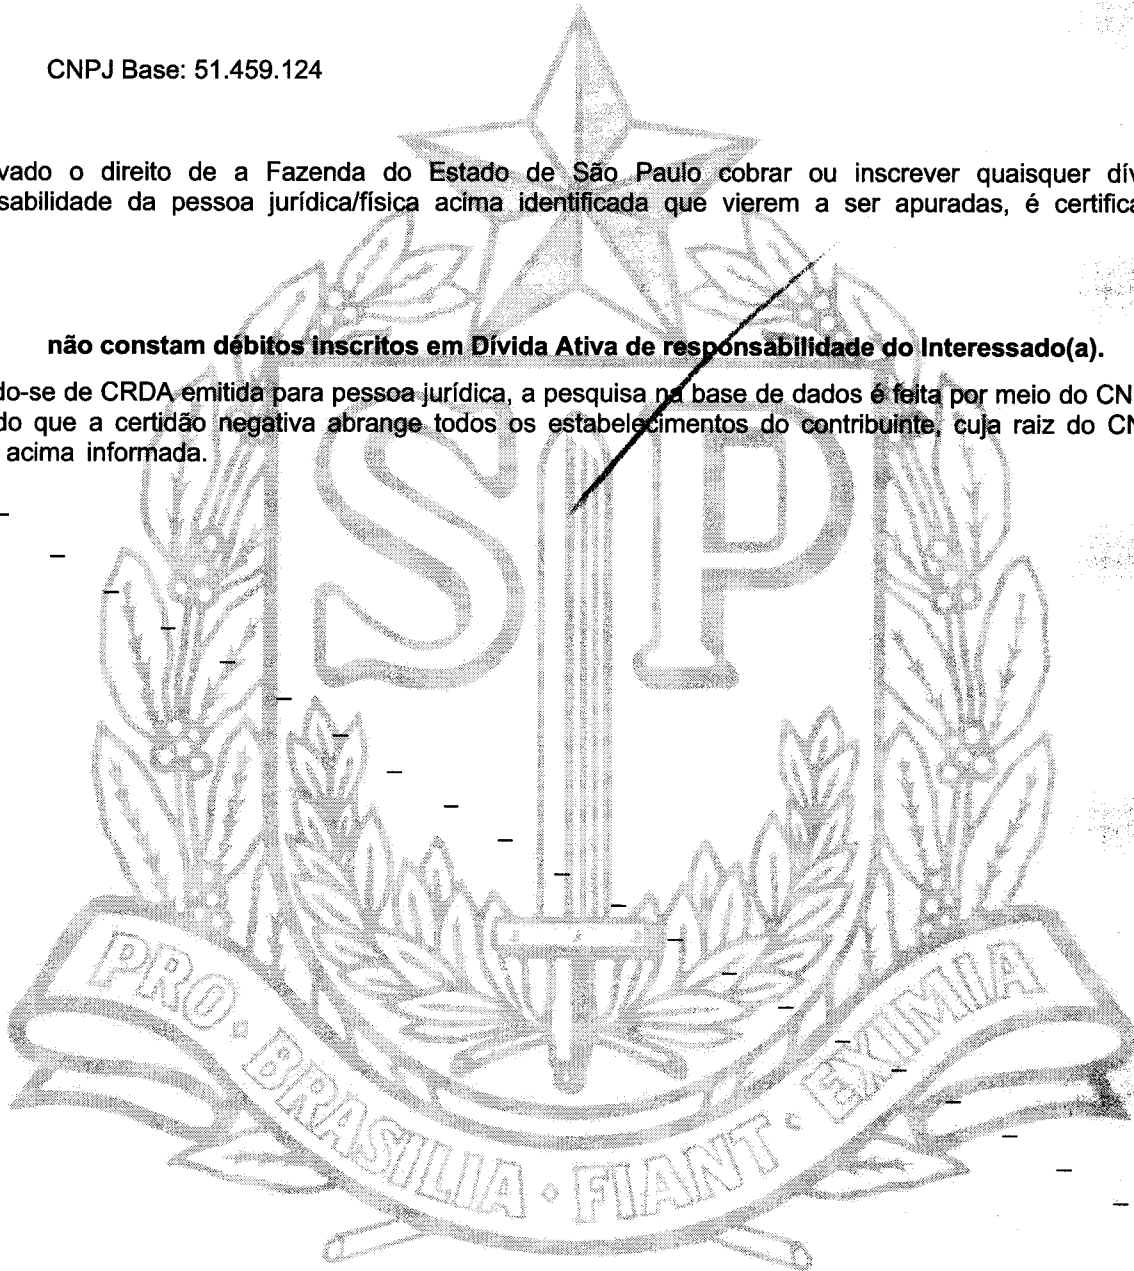 CNPJ Base: 51.459.124
vado o direito de a Fazenda do Estado de São Paulo cobrar ou inscrever quaisquer dív
sabilidade da pessoa jurídica/física acima identificada que vierem a ser apuradas, é certifica
não constam débitos inscritos em Dívida Ativa de responsabilidade do Interessado(a).
do-se de CRDA emitida para pessoa jurídica, a pesquisa na base de dados é feita por meio do CN
do que a certidão negativa abrange todos os estabelecimentos do contribuinte, cuja raiz do CN
acima informada.
SP
PRO · BRASILIA · FIANT · EXIMIA